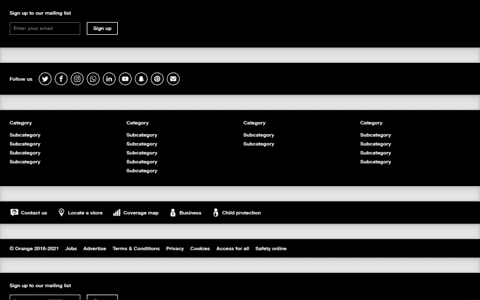 Sign up to our mailing list
Enter your email Sign up
Follow us
Category Category Category Category
Subcategory Subcategory Subcategory Subcategory
Subcategory Subcategory Subcategory Subcategory
Subcategory Subcategory Subcategory
Subcategory Subcategory Subcategory
Subcategory
Contact us Locate a store Coverage map Business Child protection
© Orange 2018-2021 Jobs Advertise Terms & Conditions Privacy Cookies Access for all Safety online
Sign up to our mailing list